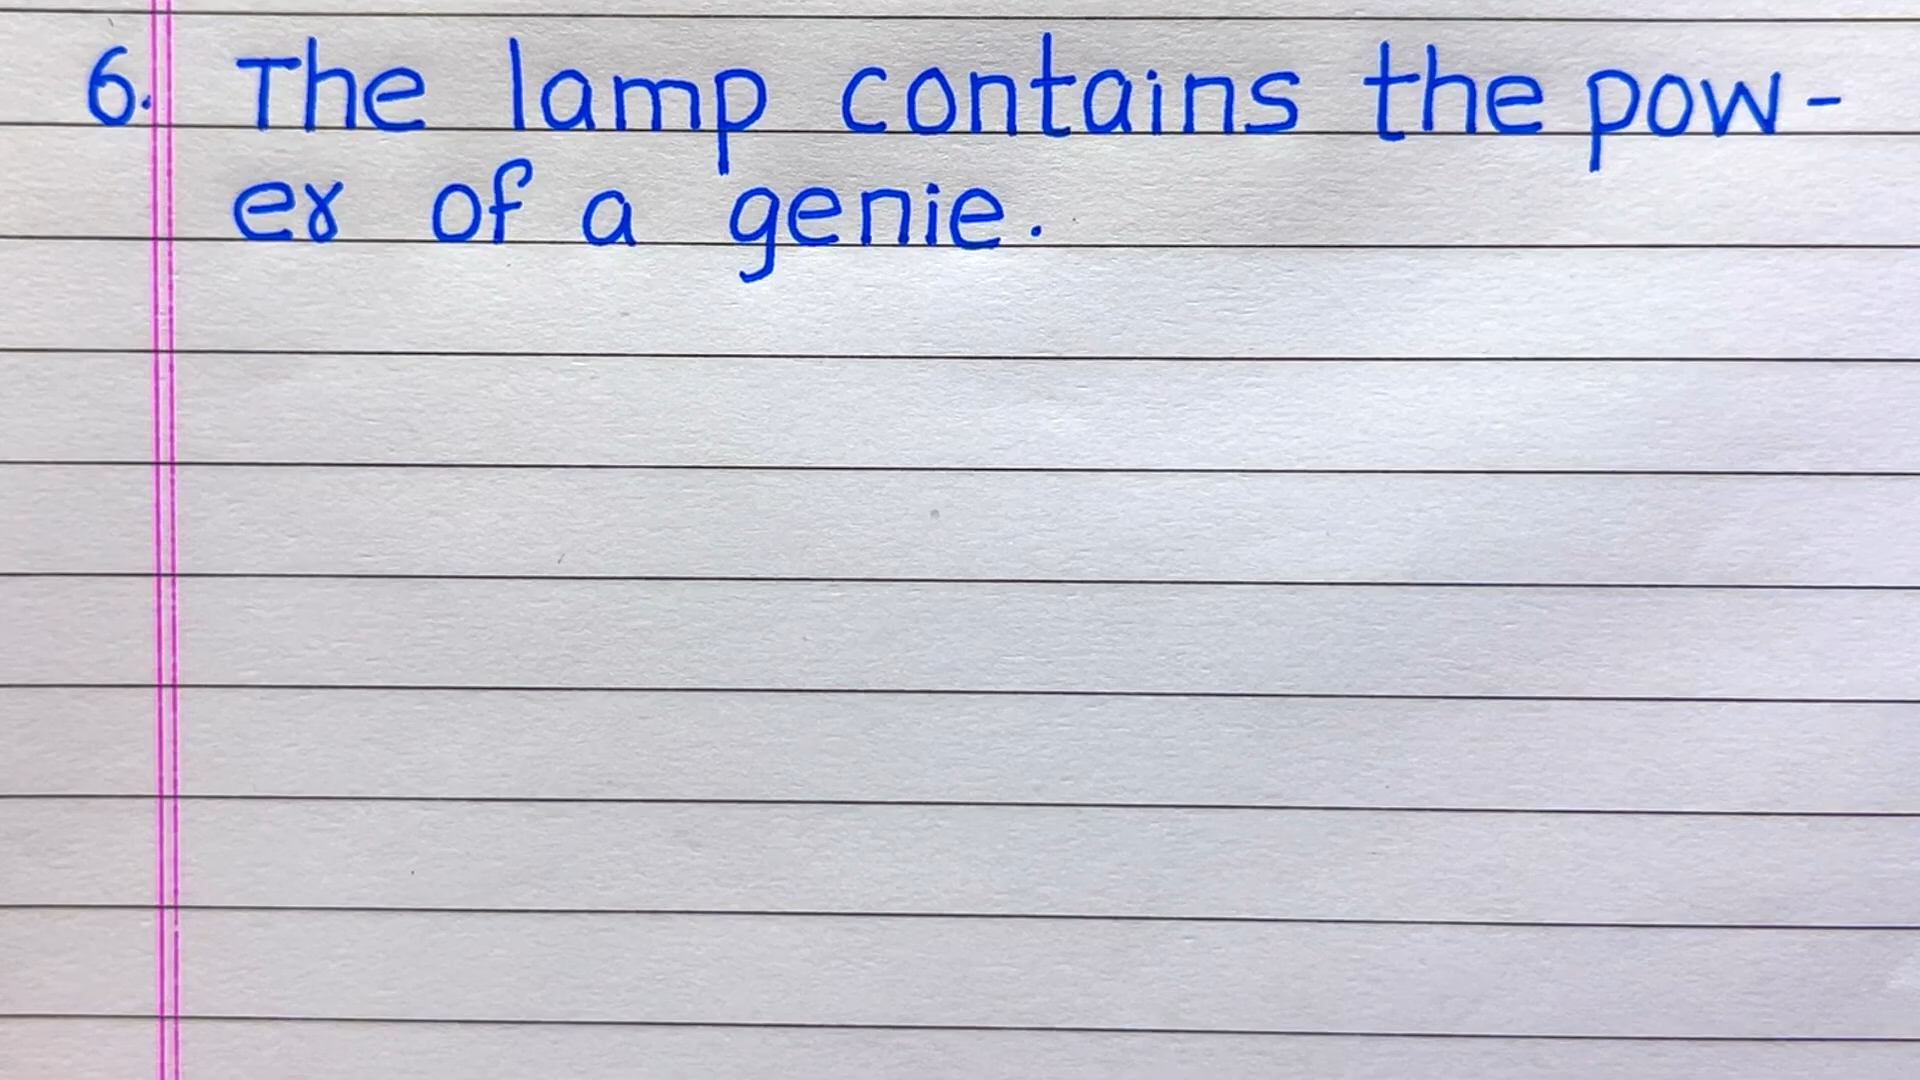 6. The lamp contains the pow-
er of a genie.